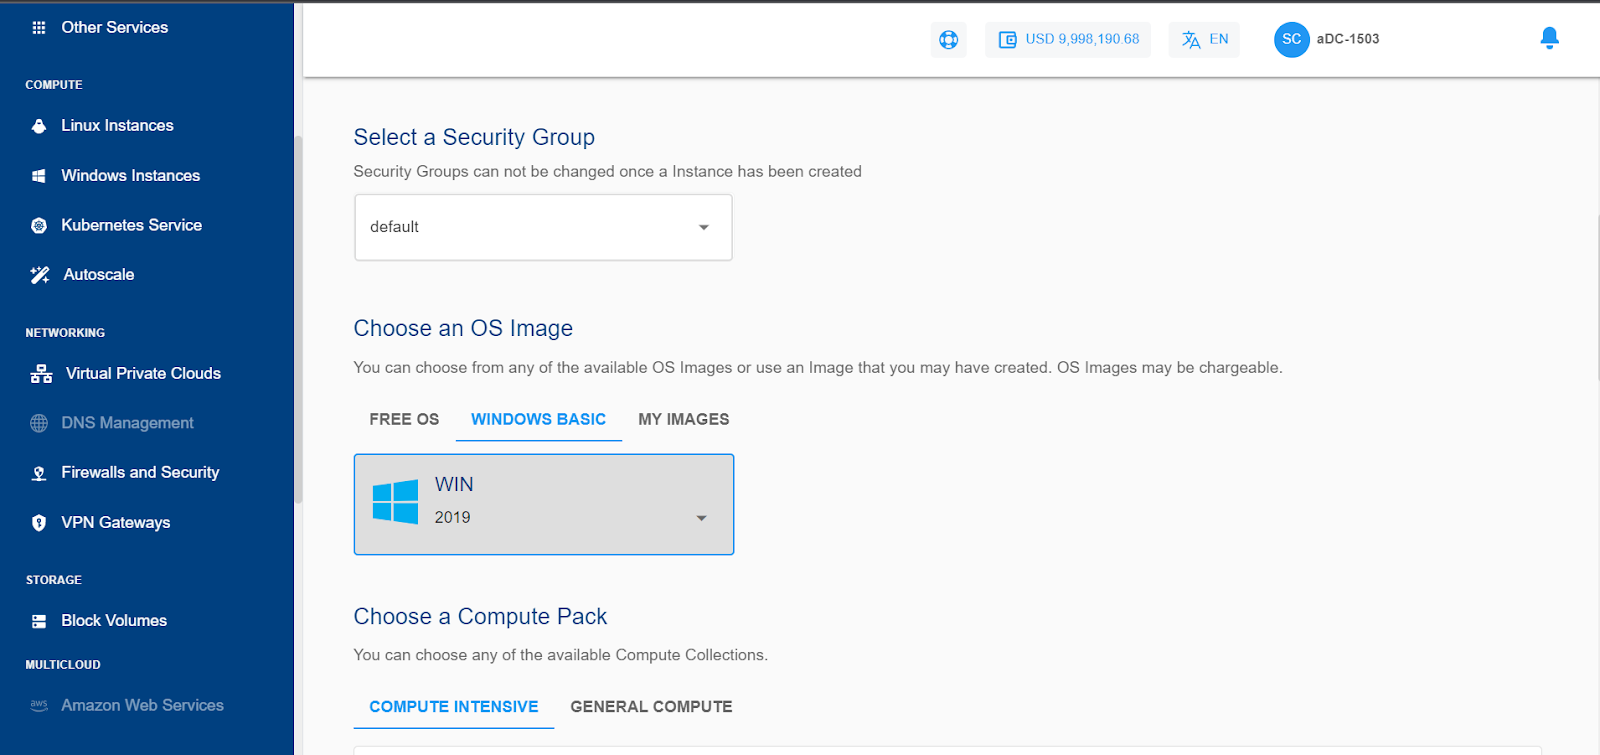 Other Services
COMPUTE
Linux Instances
Windows Instances
Kubernetes Service
Autoscale
NETWORKING
Virtual Private Clouds
DNS Management
Firewalls and Security
VPN Gateways
STORAGE
Block Volumes
MULTICLOUD
aws Amazon Web Services
USD 9,998,190.68
EN
SC aDC-1503
Select a Security Group
Security Groups can not be changed once a Instance has been created
default
Choose an OS Image
You can choose from any of the available OS Images or use an Image that you may have created. OS Images may be chargeable.
FREE OS WINDOWS BASIC MY IMAGES
WIN
2019
Choose a Compute Pack
You can choose any of the available Compute Collections.
COMPUTE INTENSIVE GENERAL COMPUTE